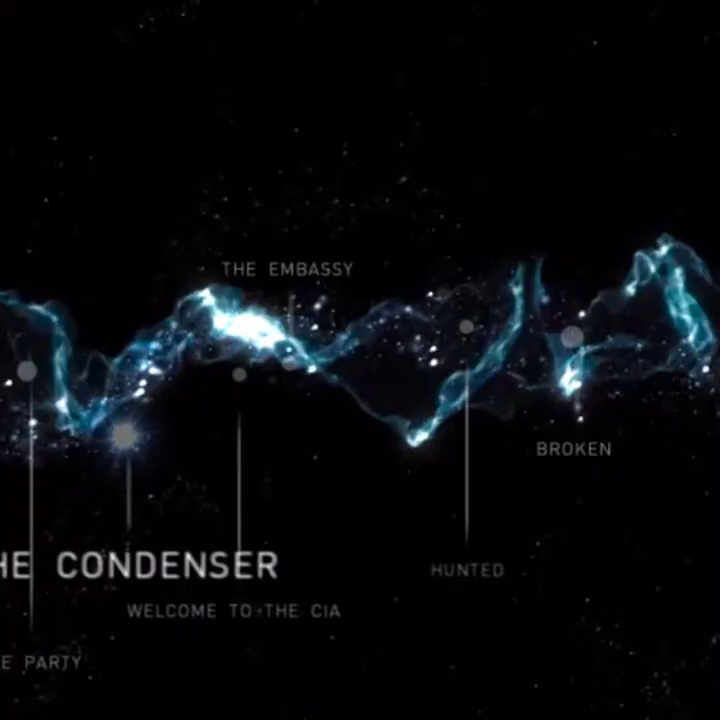 THE EMBASSY
BROKEN
HE CONDENSER
HUNTED
WELCOME TO THE CIA
E PARTY